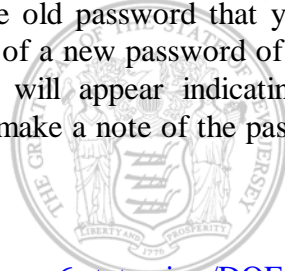 e old password that y
of a new password of
will appear indicatin
make a note of the pas
THE GREAT SEAL OF THE STATE OF NEW JERSEY
LIBERTY AND PROSPERITY
1776